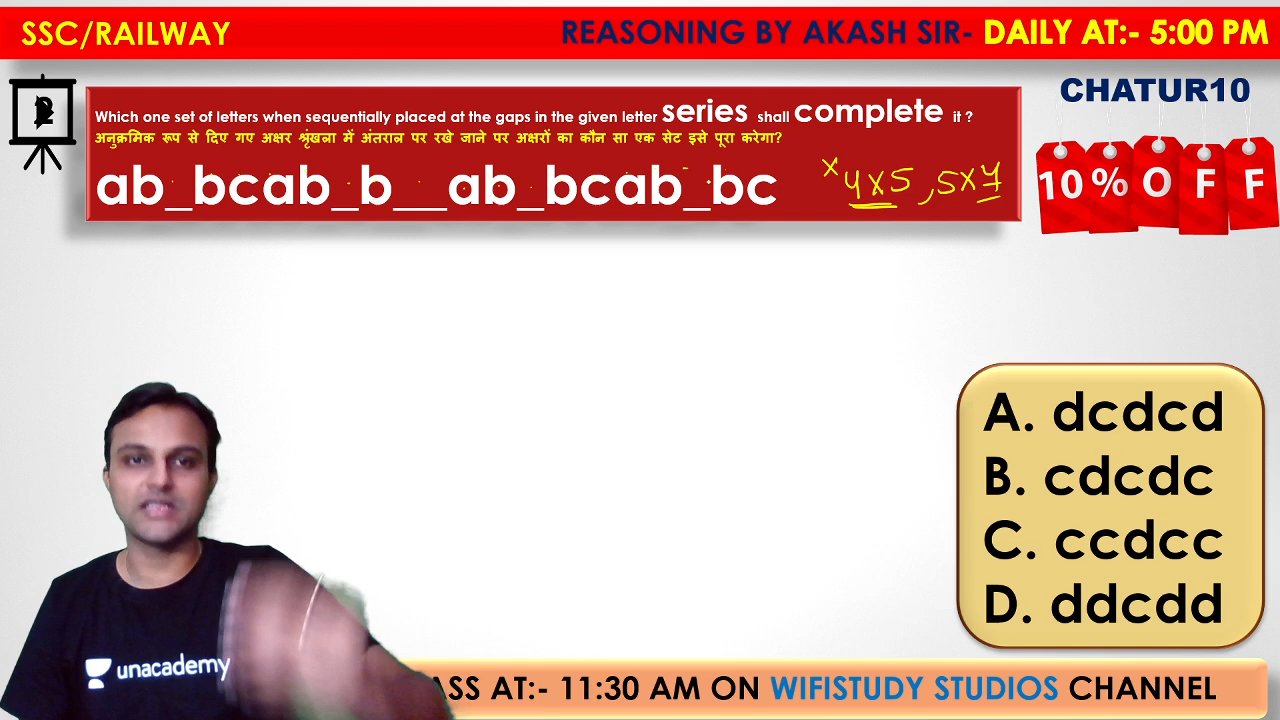 SSC/RAILWAY
REASONING BY AKASH SIR- DAILY AT:- 5:00 PM
CHATUR10
10% OFF
Which one set of letters when sequentially placed at the gaps in the given letter series shall complete it ?
अनुक्रमिक रूप से दिए गए अक्षर श्रृंखला में अंतराल पर रखे जाने पर अक्षरों का कौन सा एक सेट इसे पूरा करेगा?
ab_bcab_b__ab_bcab_bc
x 4x5, 5x4
A. dcdcd
B. cdcdc
C. ccdcc
D. ddcdd
unacademy
ASS AT:- 11:30 AM ON WIFISTUDY STUDIOS CHANNEL